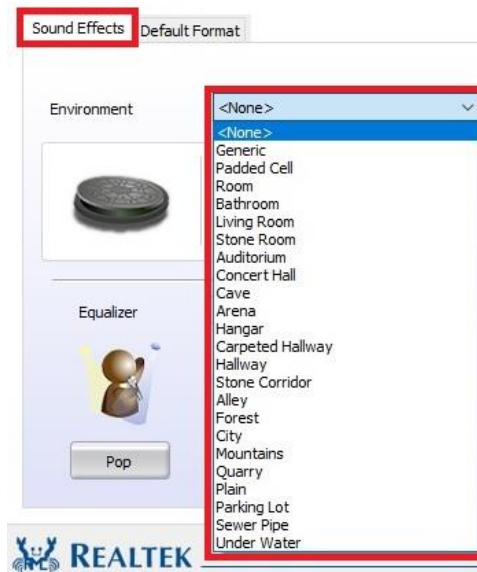 Sound Effects
Default Format
Environment
<None>
<None>
Generic
Padded Cell
Room
Bathroom
Living Room
Stone Room
Auditorium
Concert Hall
Cave
Arena
Hangar
Carpeted Hallway
Hallway
Stone Corridor
Alley
Forest
City
Mountains
Quarry
Plain
Parking Lot
Sewer Pipe
Under Water
Equalizer
Pop
REALTEK